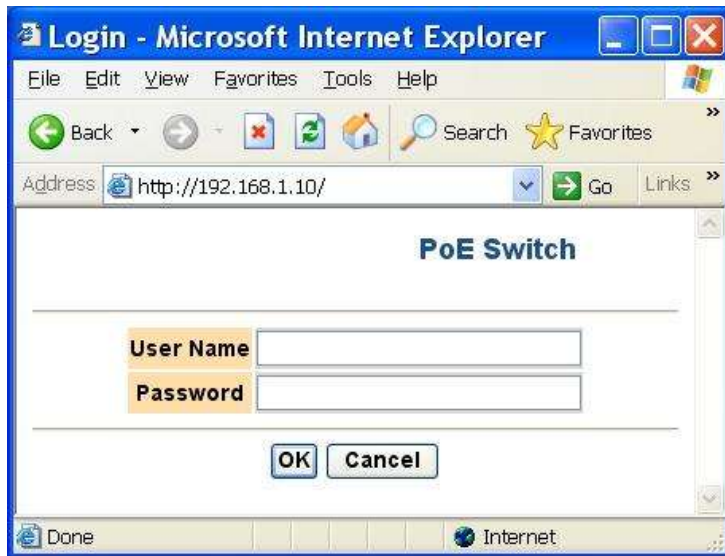 Login - Microsoft Internet Explorer
File Edit View Favorites Tools Help
Back Search Favorites »
Address http://192.168.1.10/ Go Links »
PoE Switch
User Name
Password
OK Cancel
Done Internet